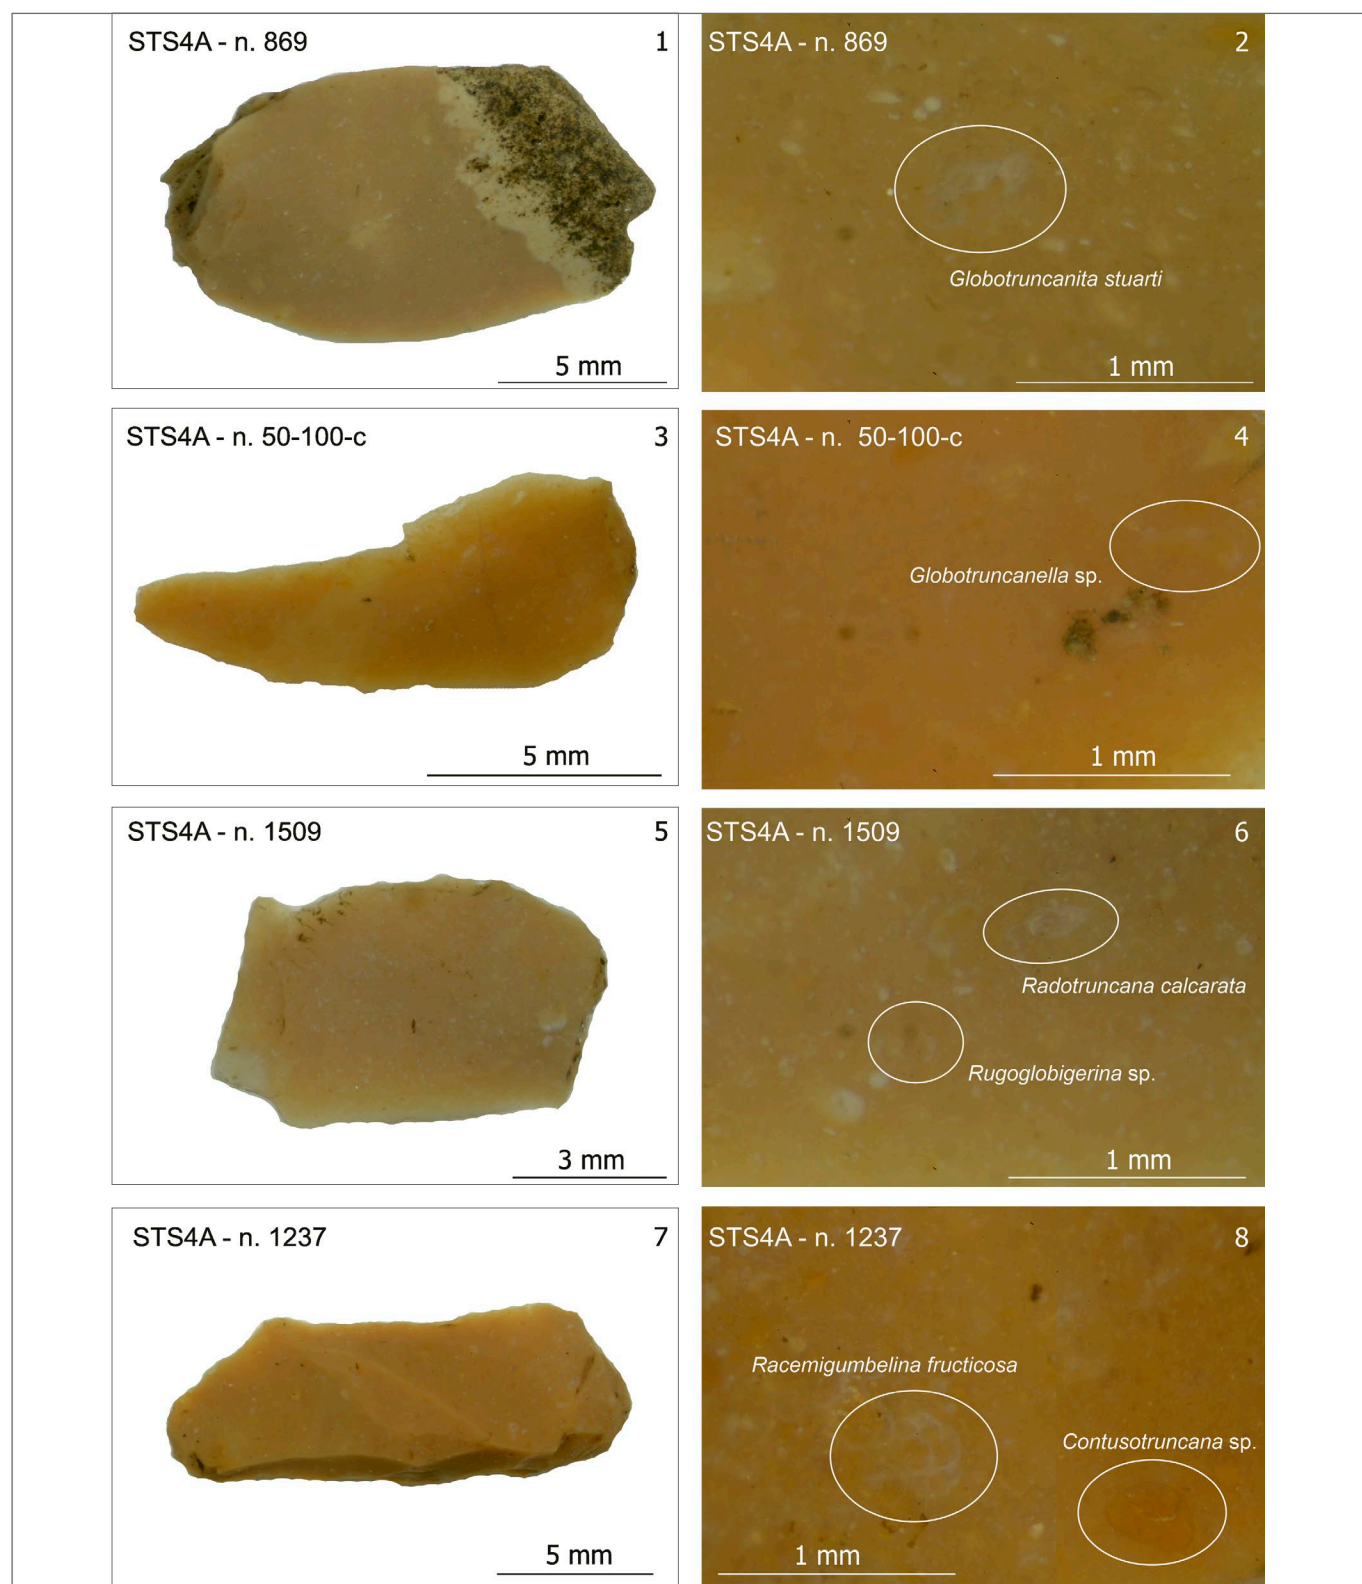 STS4A - n. 869 1
5 mm
STS4A - n. 869 2
Globotruncanita stuarti
1 mm
STS4A - n. 50-100-c 3
5 mm
STS4A - n. 50-100-c 4
Globotruncanella sp.
1 mm
STS4A - n. 1509 5
3 mm
STS4A - n. 1509 6
Radotruncana calcarata
Rugoglobigerina sp.
1 mm
STS4A - n. 1237 7
5 mm
STS4A - n. 1237 8
Racemigumbelina fructicosa
Contusotruncana sp.
1 mm